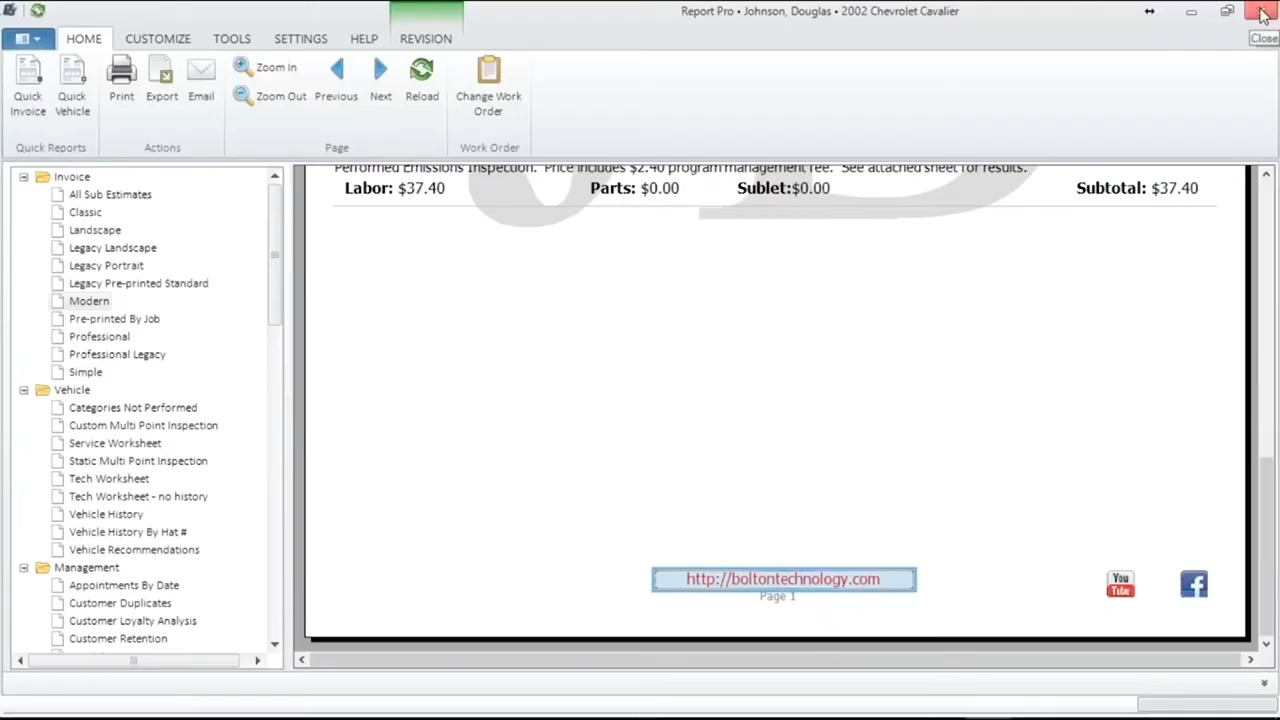 Report Pro • Johnson, Douglas • 2002 Chevrolet Cavalier
Close
HOME CUSTOMIZE TOOLS SETTINGS HELP REVISION
Quick Invoice
Quick Vehicle
Print
Export
Email
Zoom In
Zoom Out
Previous
Next
Reload
Change Work Order
Quick Reports
Actions
Page
Work Order
Invoice
All Sub Estimates
Classic
Landscape
Legacy Landscape
Legacy Portrait
Legacy Pre-printed Standard
Modern
Pre-printed By Job
Professional
Professional Legacy
Simple
Vehicle
Categories Not Performed
Custom Multi Point Inspection
Service Worksheet
Static Multi Point Inspection
Tech Worksheet
Tech Worksheet - no history
Vehicle History
Vehicle History By Hat #
Vehicle Recommendations
Management
Appointments By Date
Customer Duplicates
Customer Loyalty Analysis
Customer Retention
Performed Emissions Inspection. Price includes $2.40 program management fee. See attached sheet for results.
Labor: $37.40 Parts: $0.00 Sublet:$0.00 Subtotal: $37.40
http://boltontechnology.com
Page 1
You Tube
f